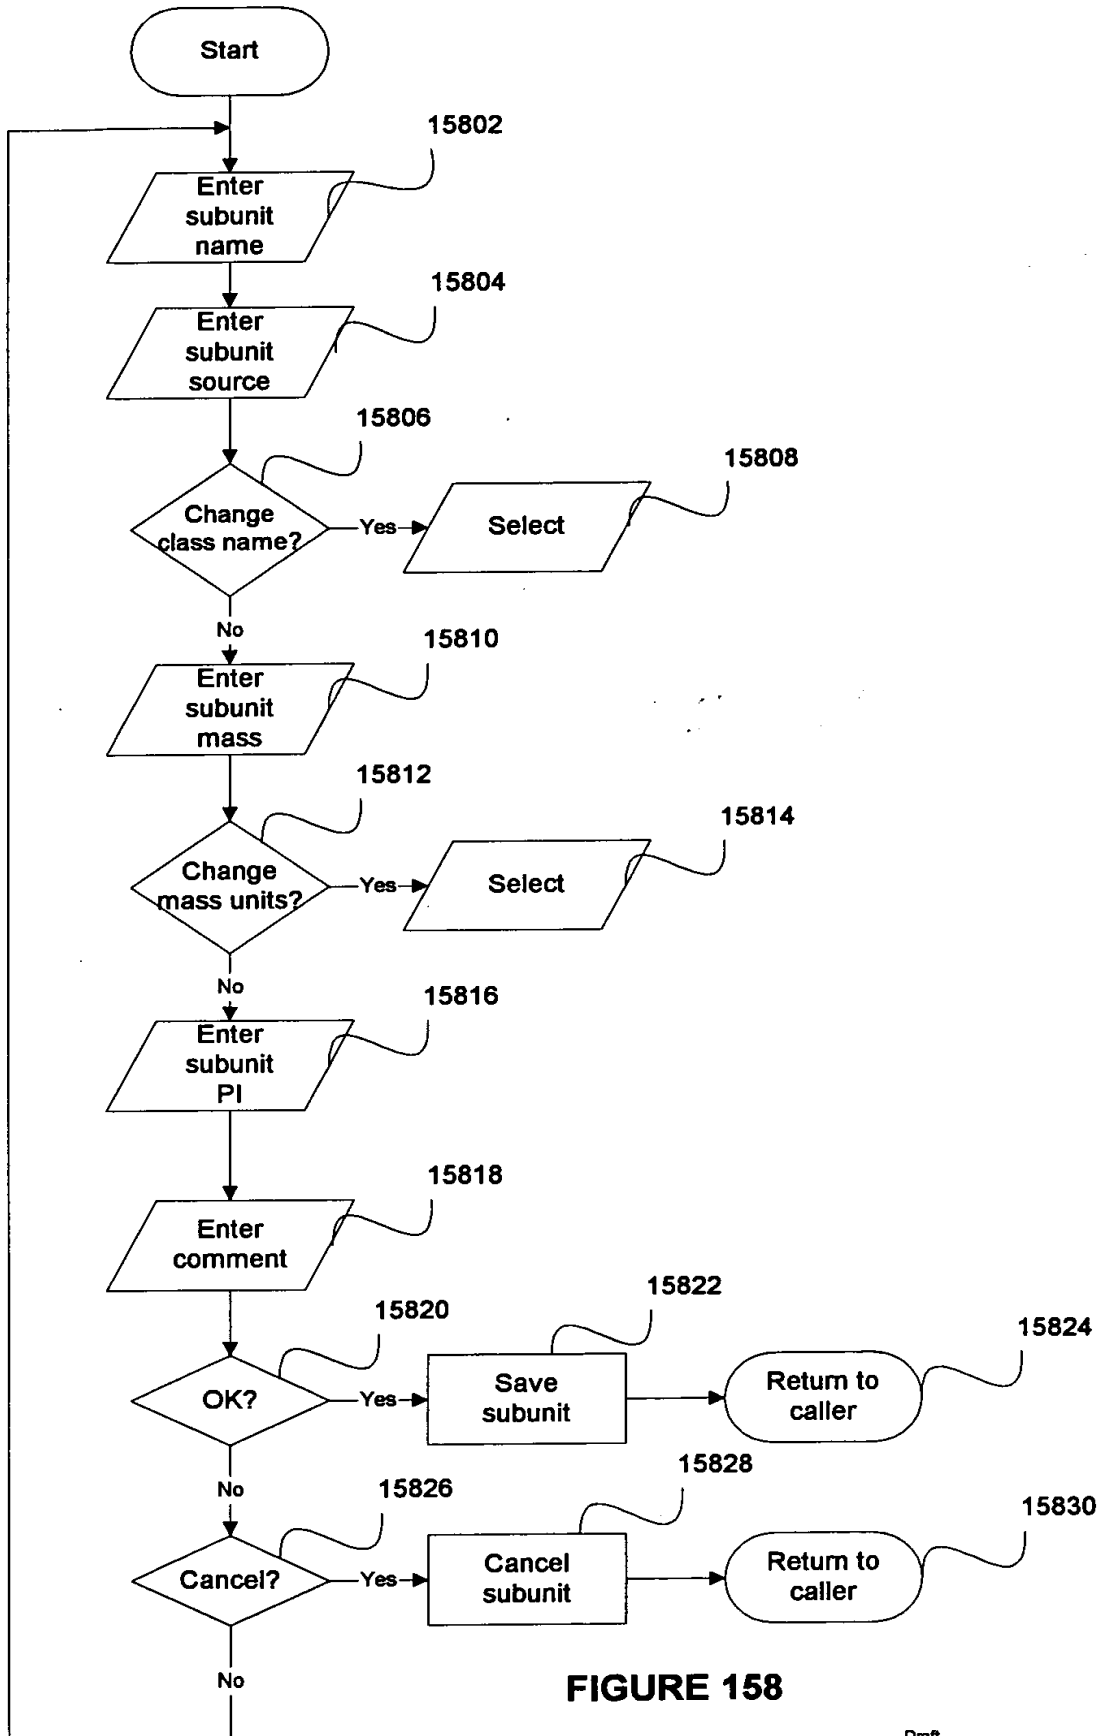 Start
15802
Enter
subunit
name
15804
Enter
subunit
source
15806
Change
class name?
Yes
15808
Select
No
15810
Enter
subunit
mass
15812
Change
mass units?
Yes
15814
Select
No
15816
Enter
subunit
PI
15818
Enter
comment
15820
OK?
Yes
15822
Save
subunit
15824
Return to
caller
No
15826
Cancel?
Yes
15828
Cancel
subunit
15830
Return to
caller
No
FIGURE 158
Draft